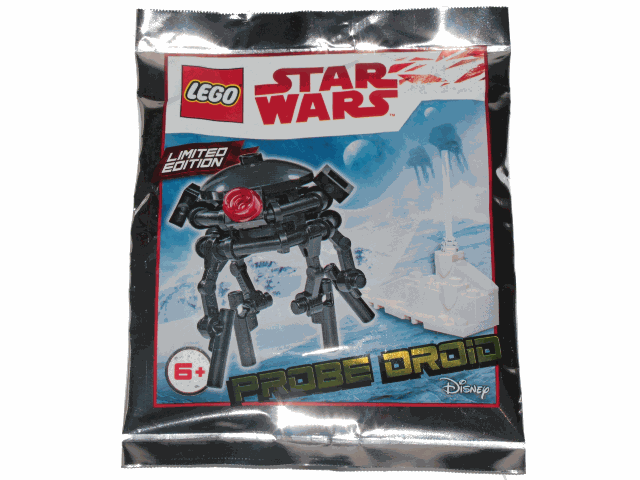 LEGO
STAR
WARS
LIMITED
EDITION
6+
PROBE DROID
Disney